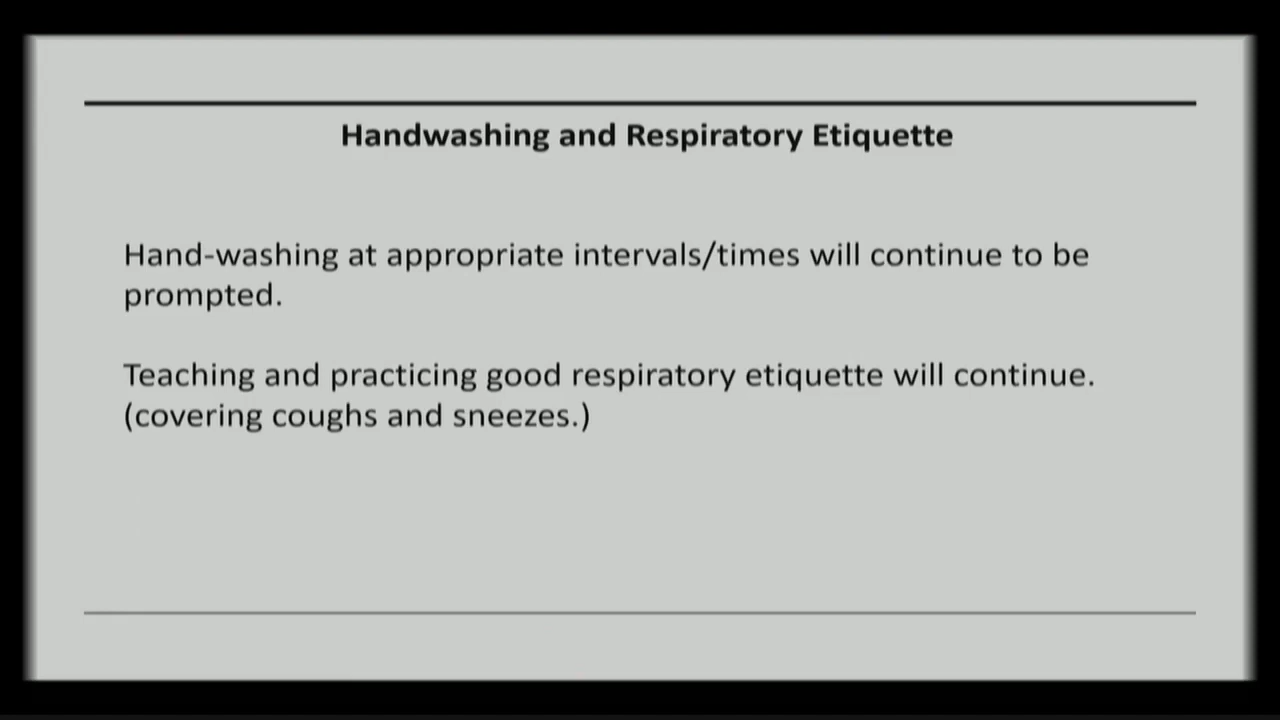 Handwashing and Respiratory Etiquette
Hand-washing at appropriate intervals/times will continue to be
prompted.
Teaching and practicing good respiratory etiquette will continue.
(covering coughs and sneezes.)